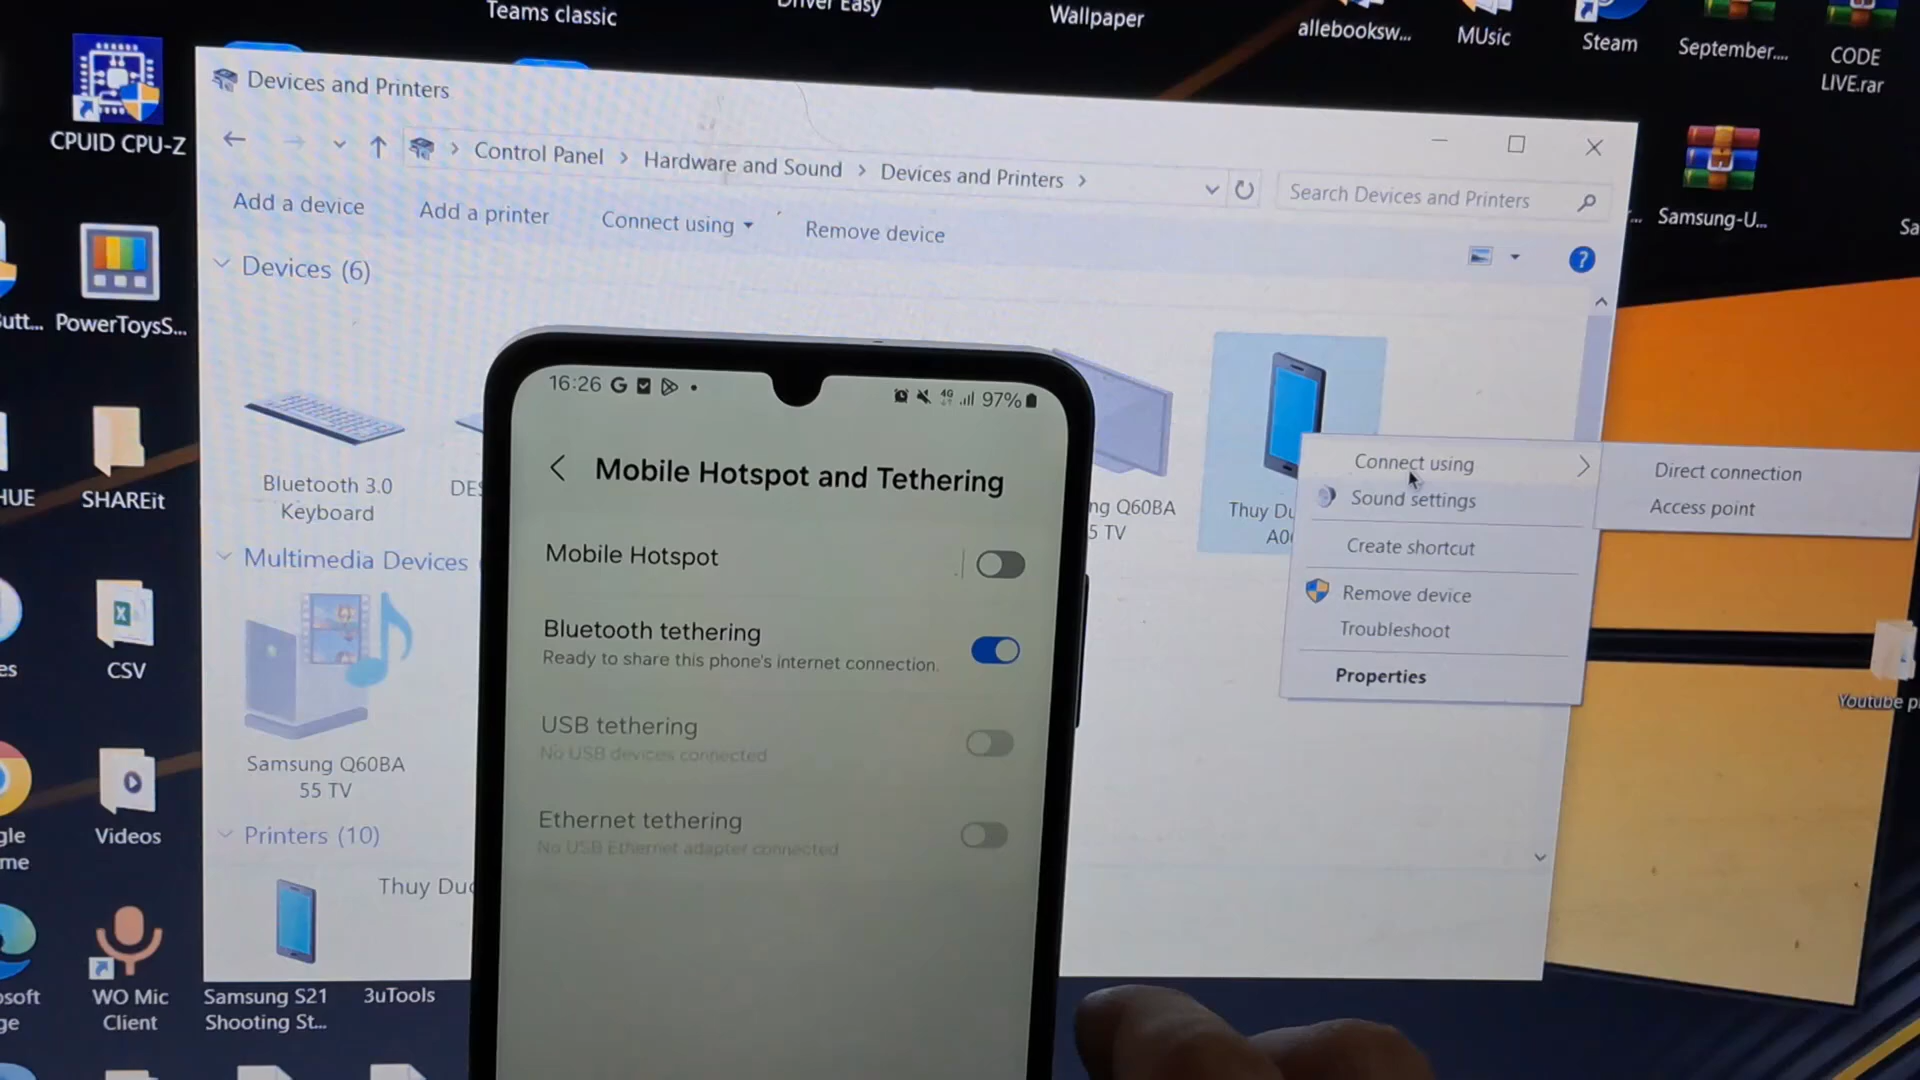 Teams classic
Driver Easy
Wallpaper
allebooksw...
MUsic
Steam
September....
CODE
LIVE.rar
CPUID CPU-Z
PowerToysS...
SHAREit
CSV
Videos
WO Mic
Client
Samsung S21
Shooting St...
3uTools
Samsung-U...
Devices and Printers
Control Panel > Hardware and Sound > Devices and Printers >
Search Devices and Printers
Add a device
Add a printer
Connect using
Remove device
?
Devices (6)
Bluetooth 3.0
Keyboard
Multimedia Devices
Samsung Q60BA
55 TV
Printers (10)
Thuy Duc
16:26
4G
97%
Mobile Hotspot and Tethering
Mobile Hotspot
Bluetooth tethering
Ready to share this phone's internet connection.
USB tethering
No USB devices connected
Ethernet tethering
No USB Ethernet adapter connected
ng Q60BA
5 TV
Thuy Du
Connect using
Sound settings
Create shortcut
Remove device
Troubleshoot
Properties
Direct connection
Access point